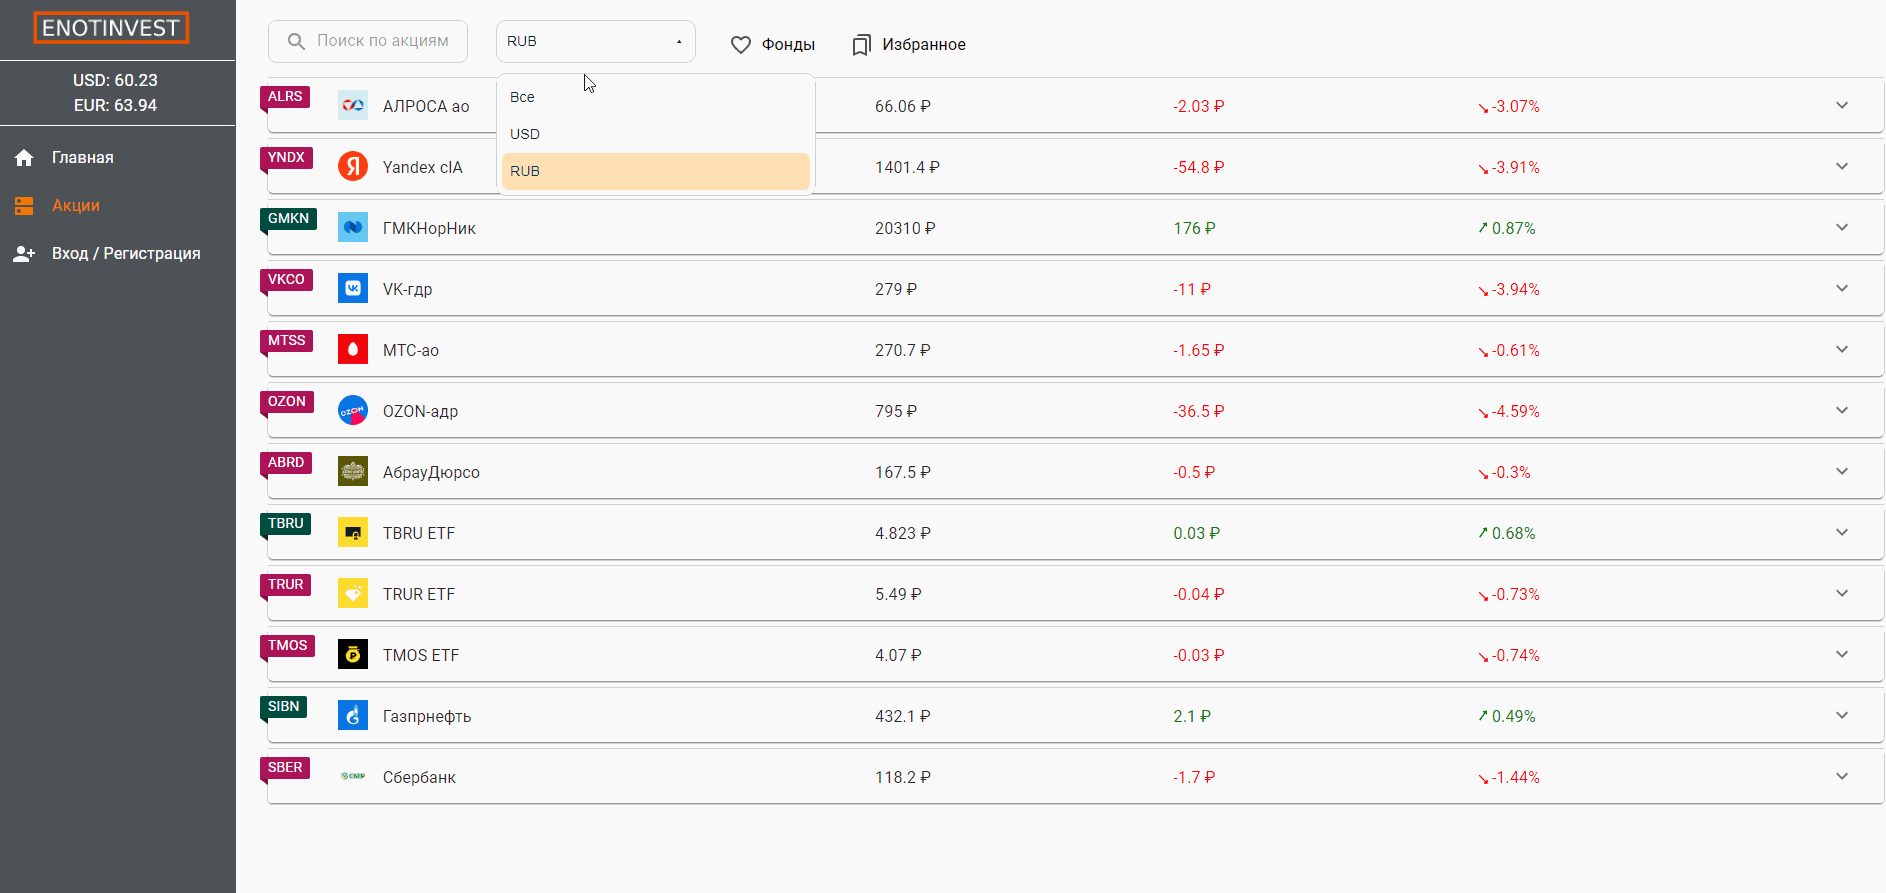 ENOTINVEST
USD: 60.23
EUR: 63.94
Главная
Акции
Вход / Регистрация
Поиск по акциям
RUB
Фонды
Избранное
Все
USD
RUB
ALRS
АЛРОСА ао 66.06 ₽ -2.03 ₽ -3.07%
YNDX
Yandex clA 1401.4 ₽ -54.8 ₽ -3.91%
GMKN
ГМКНорНик 20310 ₽ 176 ₽ 0.87%
VKCO
VK-гдр 279 ₽ -11 ₽ -3.94%
MTSS
МТС-ао 270.7 ₽ -1.65 ₽ -0.61%
OZON
OZON
OZON-адр 795 ₽ -36.5 ₽ -4.59%
ABRD
АбрауДюрсо 167.5 ₽ -0.5 ₽ -0.3%
TBRU
TBRU ETF 4.823 ₽ 0.03 ₽ 0.68%
TRUR
TRUR ETF 5.49 ₽ -0.04 ₽ -0.73%
TMOS
TMOS ETF 4.07 ₽ -0.03 ₽ -0.74%
SIBN
Газпрнефть 432.1 ₽ 2.1 ₽ 0.49%
SBER
СБЕР
Сбербанк 118.2 ₽ -1.7 ₽ -1.44%